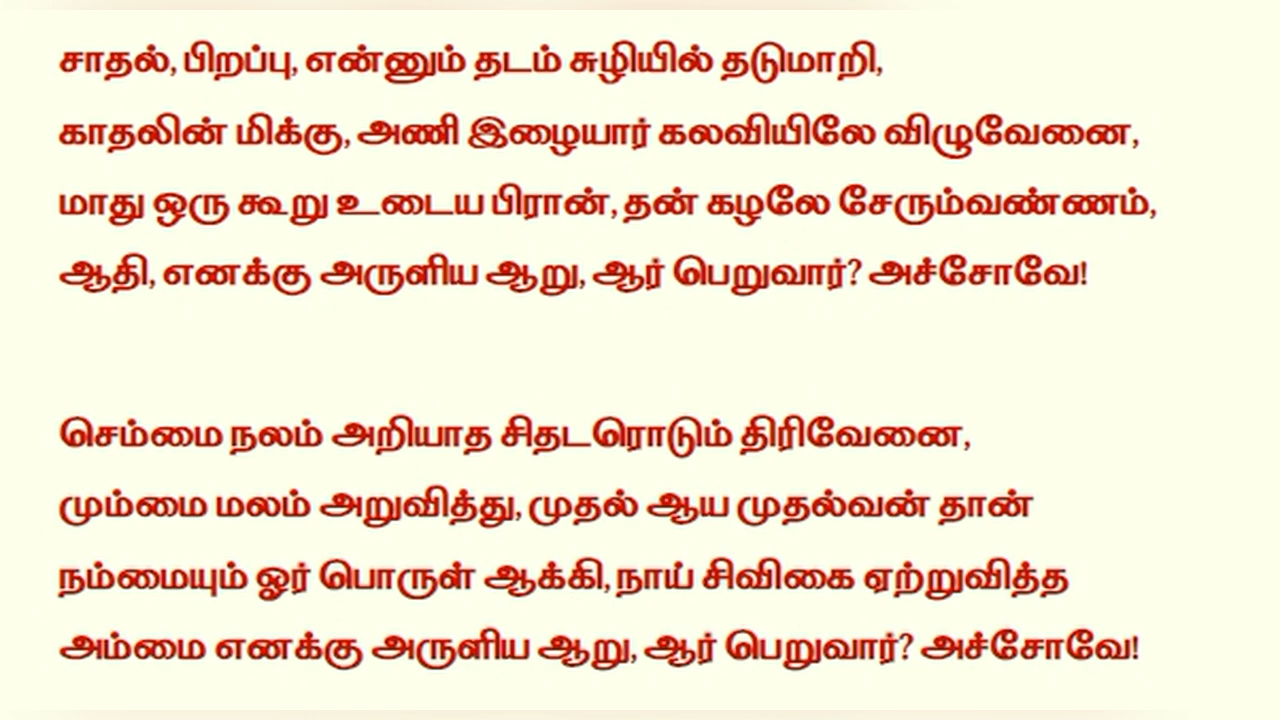 சாதல், பிறப்பு, என்னும் தடம் சுழியில் தடுமாறி,
காதலின் மிக்கு, அணி இழையார் கலவியிலே விழுவேனை,
மாது ஒரு கூறு உடைய பிரான், தன் கழலே சேரும்வண்ணம்,
ஆதி, எனக்கு அருளிய ஆறு, ஆர் பெறுவார்? அச்சோவே!
செம்மை நலம் அறியாத சிதடரொடும் திரிவேனை,
மும்மை மலம் அறுவித்து, முதல் ஆய முதல்வன் தான்
நம்மையும் ஓர் பொருள் ஆக்கி, நாய் சிவிகை ஏற்றுவித்த
அம்மை எனக்கு அருளிய ஆறு, ஆர் பெறுவார்? அச்சோவே!